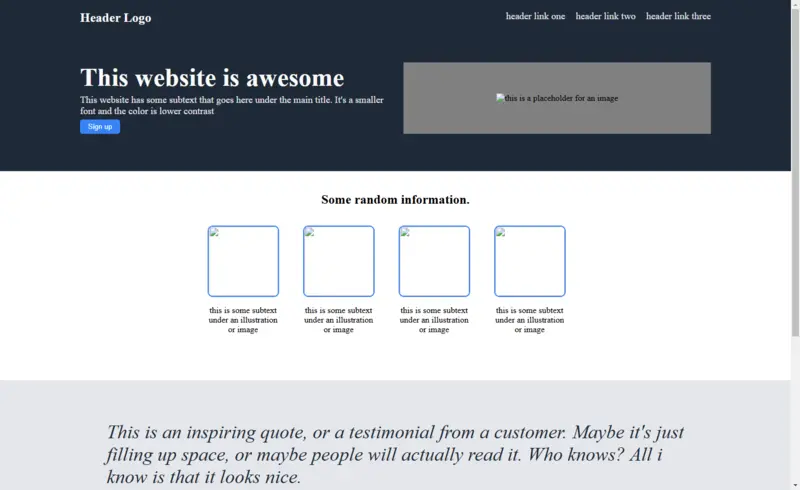 Header Logo
header link one header link two header link three
This website is awesome
This website has some subtext that goes here under the main title. It's a smaller
font and the color is lower contrast
Sign up
this is a placeholder for an image
Some random information.
this is some subtext
under an illustration
or image
this is some subtext
under an illustration
or image
this is some subtext
under an illustration
or image
this is some subtext
under an illustration
or image
This is an inspiring quote, or a testimonial from a customer. Maybe it's just
filling up space, or maybe people will actually read it. Who knows? All i
know is that it looks nice.